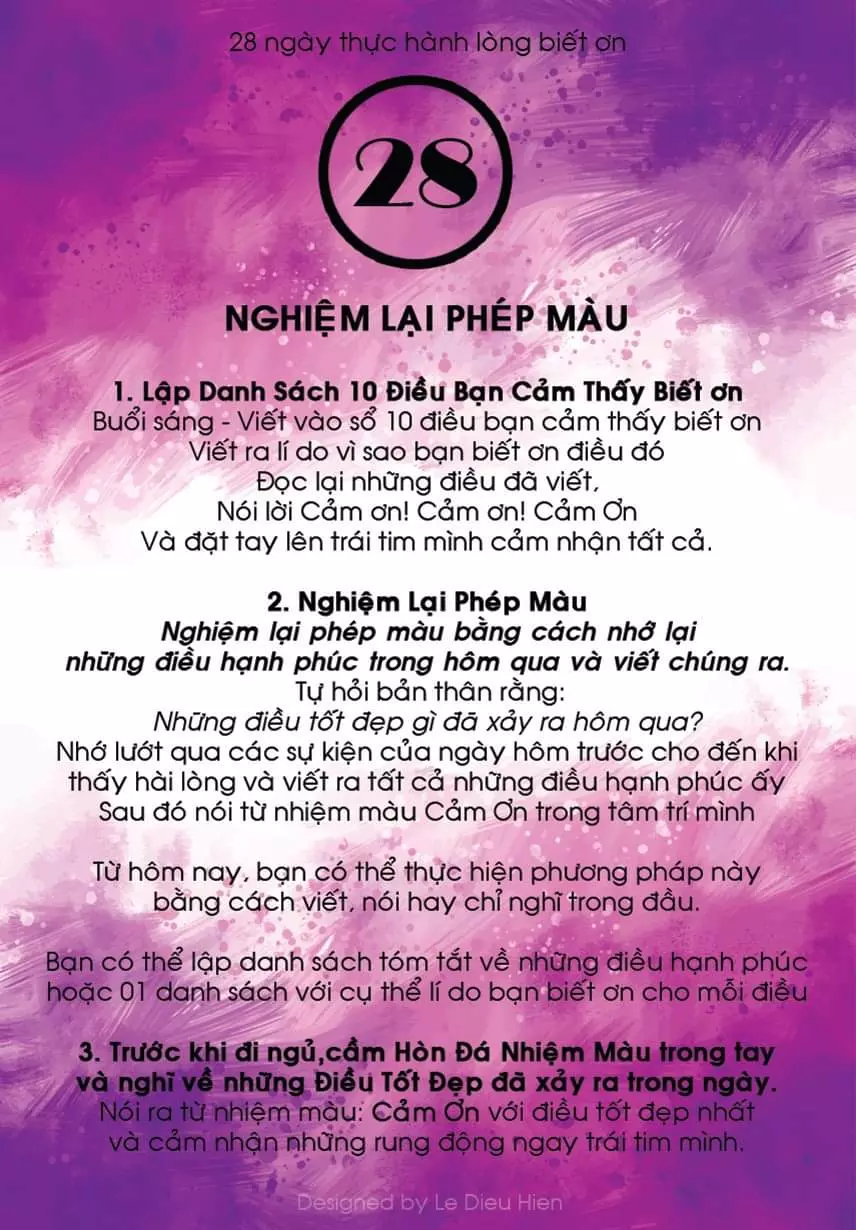 28 ngày thực hành lòng biết ơn
28
NGHIỆM LẠI PHÉP MÀU
1. Lập Danh Sách 10 Điều Bạn Cảm Thấy Biết ơn
Buổi sáng - Viết vào sổ 10 điều bạn cảm thấy biết ơn
Viết ra lí do vì sao bạn biết ơn điều đó
Đọc lại những điều đã viết,
Nói lời Cảm ơn! Cảm ơn! Cảm Ơn
Và đặt tay lên trái tim mình cảm nhận tất cả.
2. Nghiệm Lại Phép Màu
Nghiệm lại phép màu bằng cách nhớ lại
những điều hạnh phúc trong hôm qua và viết chúng ra.
Tự hỏi bản thân rằng:
Những điều tốt đẹp gì đã xảy ra hôm qua?
Nhớ lướt qua các sự kiện của ngày hôm trước cho đến khi
thấy hài lòng và viết ra tất cả những điều hạnh phúc ấy
Sau đó nói từ nhiệm màu Cảm Ơn trong tâm trí mình
Từ hôm nay, bạn có thể thực hiện phương pháp này
bằng cách viết, nói hay chỉ nghĩ trong đầu.
Bạn có thể lập danh sách tóm tắt về những điều hạnh phúc
hoặc 01 danh sách với cụ thể lí do bạn biết ơn cho mỗi điều
3. Trước khi đi ngủ,cầm Hòn Đá Nhiệm Màu trong tay
và nghĩ về những Điều Tốt Đẹp đã xảy ra trong ngày.
Nói ra từ nhiệm màu: Cảm Ơn với điều tốt đẹp nhất
và cảm nhận những rung động ngay trái tim mình.
Designed by Le Dieu Hien